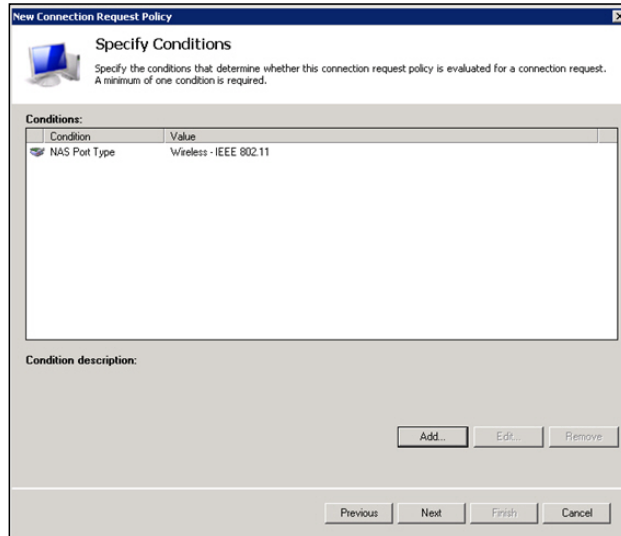 New Connection Request Policy
Specify Conditions
Specify the conditions that determine whether this connection request policy is evaluated for a connection request.
A minimum of one condition is required.
Conditions:
Condition Value
NAS Port Type Wireless - IEEE 802.11
Condition description:
Add... Edit... Remove
Previous Next Finish Cancel